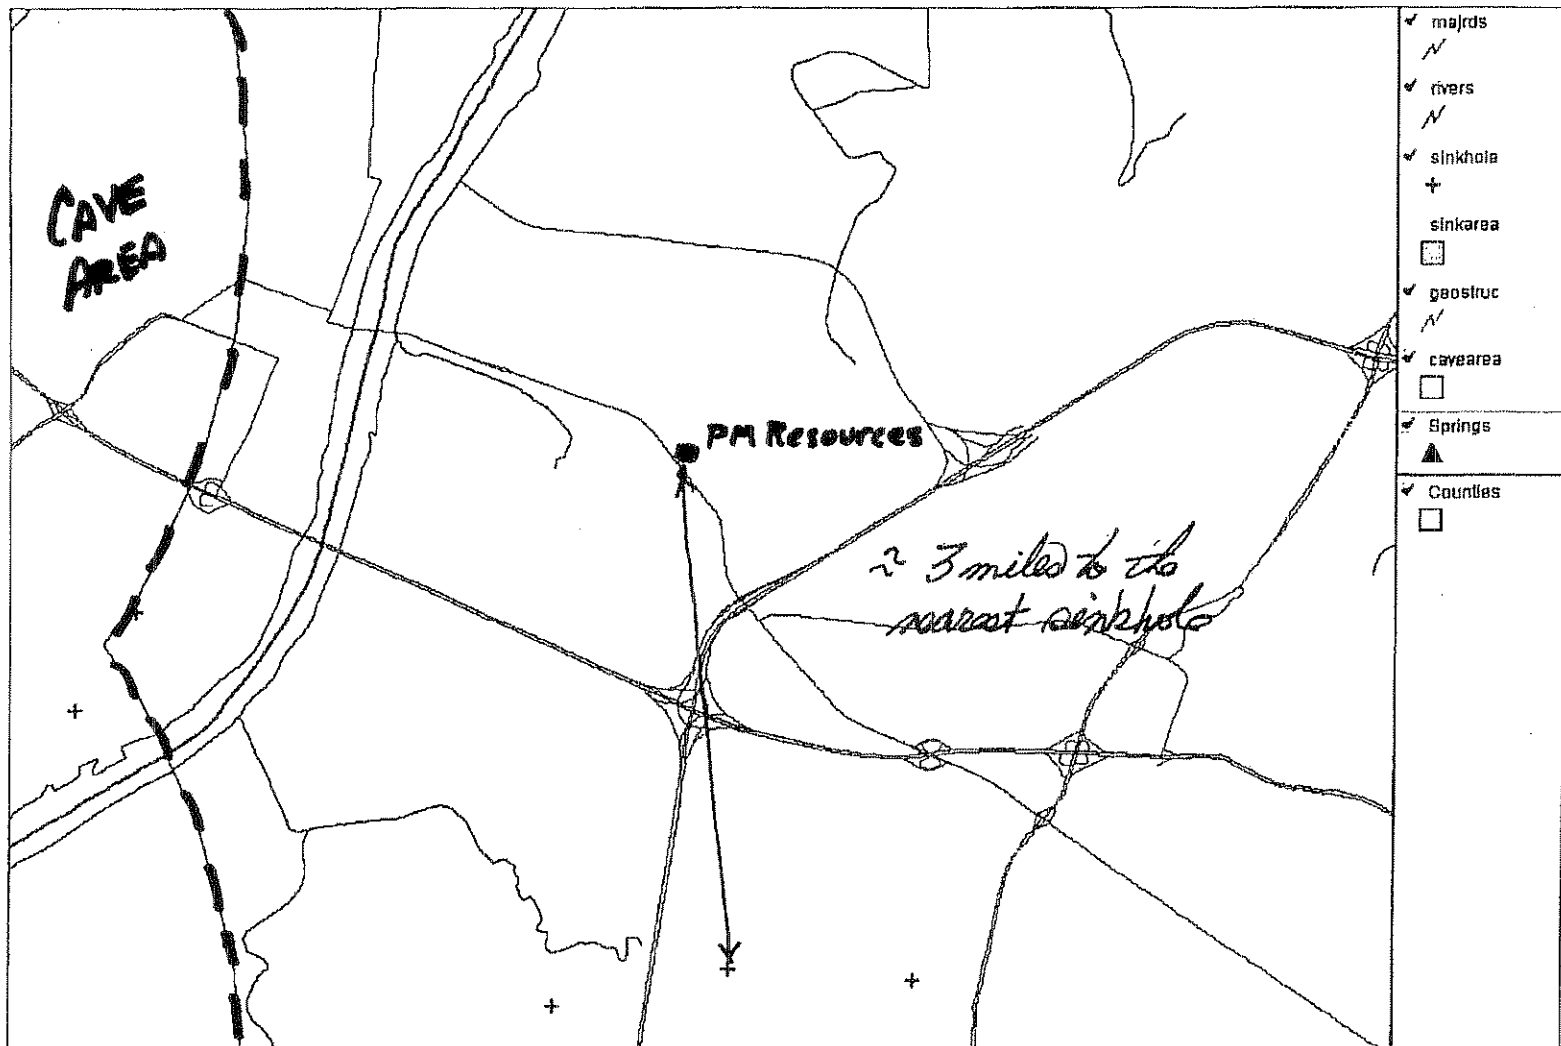 CAVE
AREA
PM Resources
~ 3 miles to the
nearest sinkhole
majrds
rivers
sinkhole
sinkarea
geostruc
cavearea
Springs
Counties